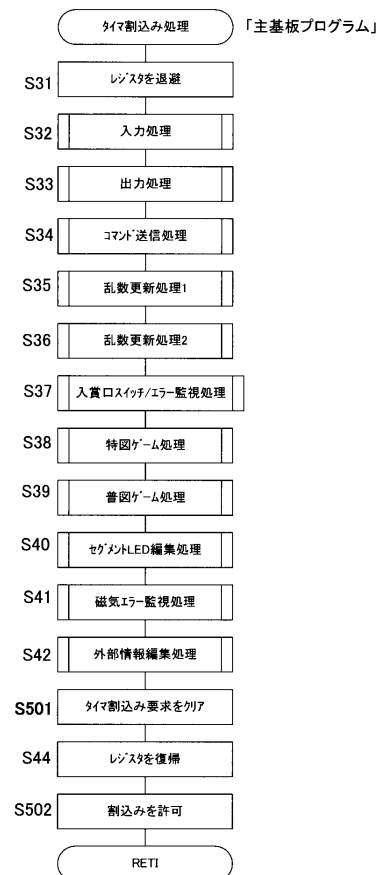 タイマ割込み処理 「主基板プログラム」
S31 レジスタを退避
S32 入力処理
S33 出力処理
S34 コマンド送信処理
S35 乱数更新処理1
S36 乱数更新処理2
S37 入賞口スイッチ/エラー監視処理
S38 特図ゲーム処理
S39 普図ゲーム処理
S40 セグメントLED編集処理
S41 磁気エラー監視処理
S42 外部情報編集処理
S501 タイマ割込み要求をクリア
S44 レジスタを復帰
S502 割込みを許可
RETI